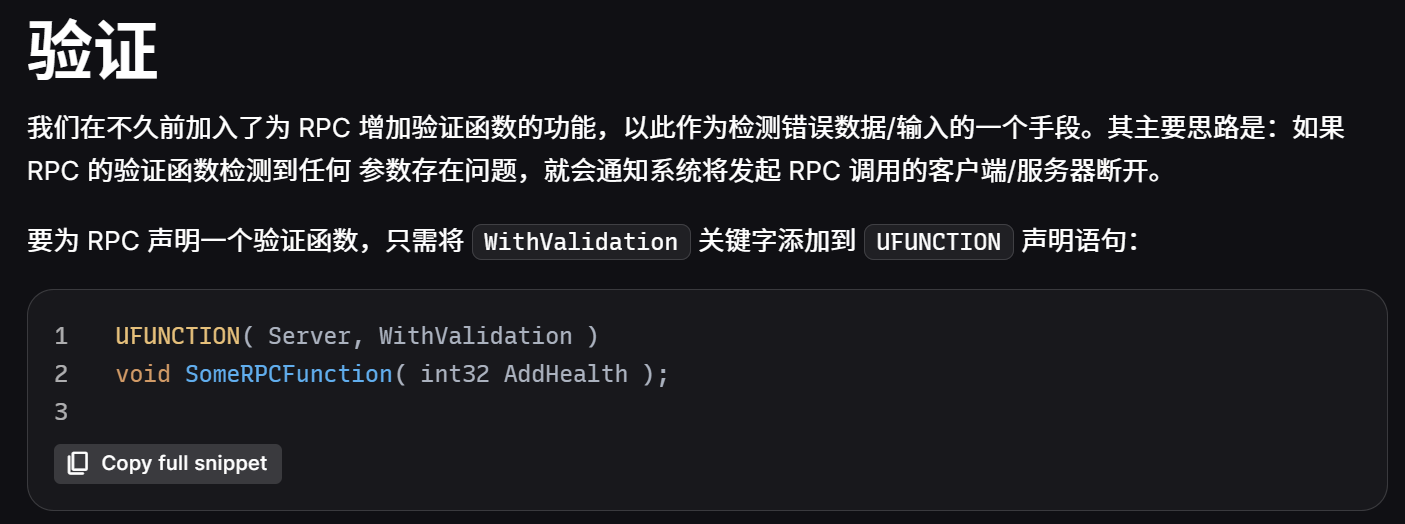 验证
我们在不久前加入了为 RPC 增加验证函数的功能，以此作为检测错误数据/输入的一个手段。其主要思路是：如果
RPC 的验证函数检测到任何 参数存在问题，就会通知系统将发起 RPC 调用的客户端/服务器断开。
要为 RPC 声明一个验证函数，只需将 WithValidation 关键字添加到 UFUNCTION 声明语句：
1 UFUNCTION( Server, WithValidation )
2 void SomeRPCFunction( int32 AddHealth );
3
Copy full snippet